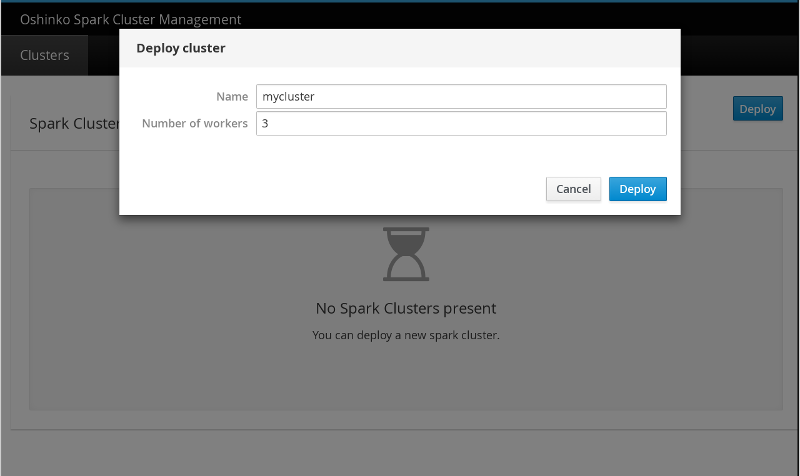 Oshinko Spark Cluster Management
Clusters
Deploy cluster
Name mycluster
Number of workers 3
Cancel Deploy
Spark Cluster
Deploy
No Spark Clusters present
You can deploy a new spark cluster.